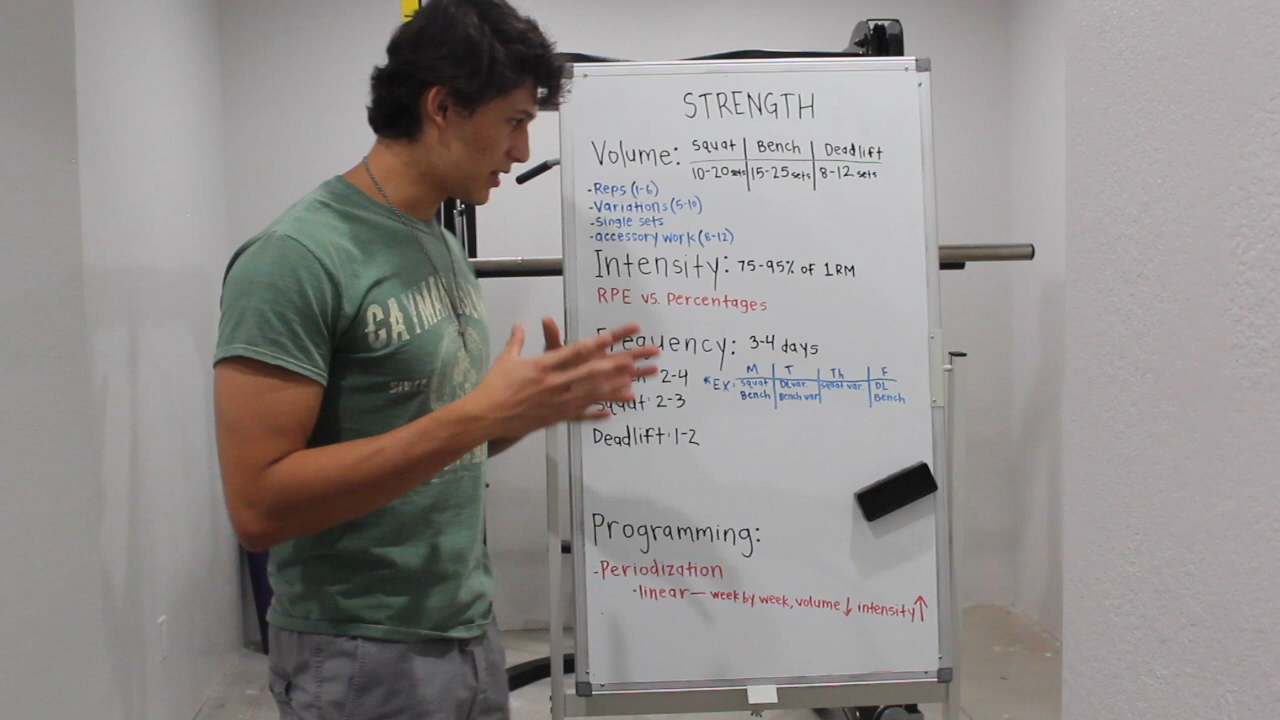 STRENGTH
Volume: Squat | Bench | Deadlift
10-20 sets | 15-25 sets | 8-12 sets
-Reps (1-6)
-Variations (5-10)
-Single sets
-accessory work (8-12)
Intensity: 75-95% of 1RM
RPE vs. Percentages
Frequency: 3-4 days
M | T | Th | F
2-4
*EX: Squat | DL var. | Squat var. | DL
Bench | Bench var | Bench
Squat: 2-3
Deadlift: 1-2
Programming:
-Periodization
-linear — week by week, volume ↓ intensity ↑
SINCE